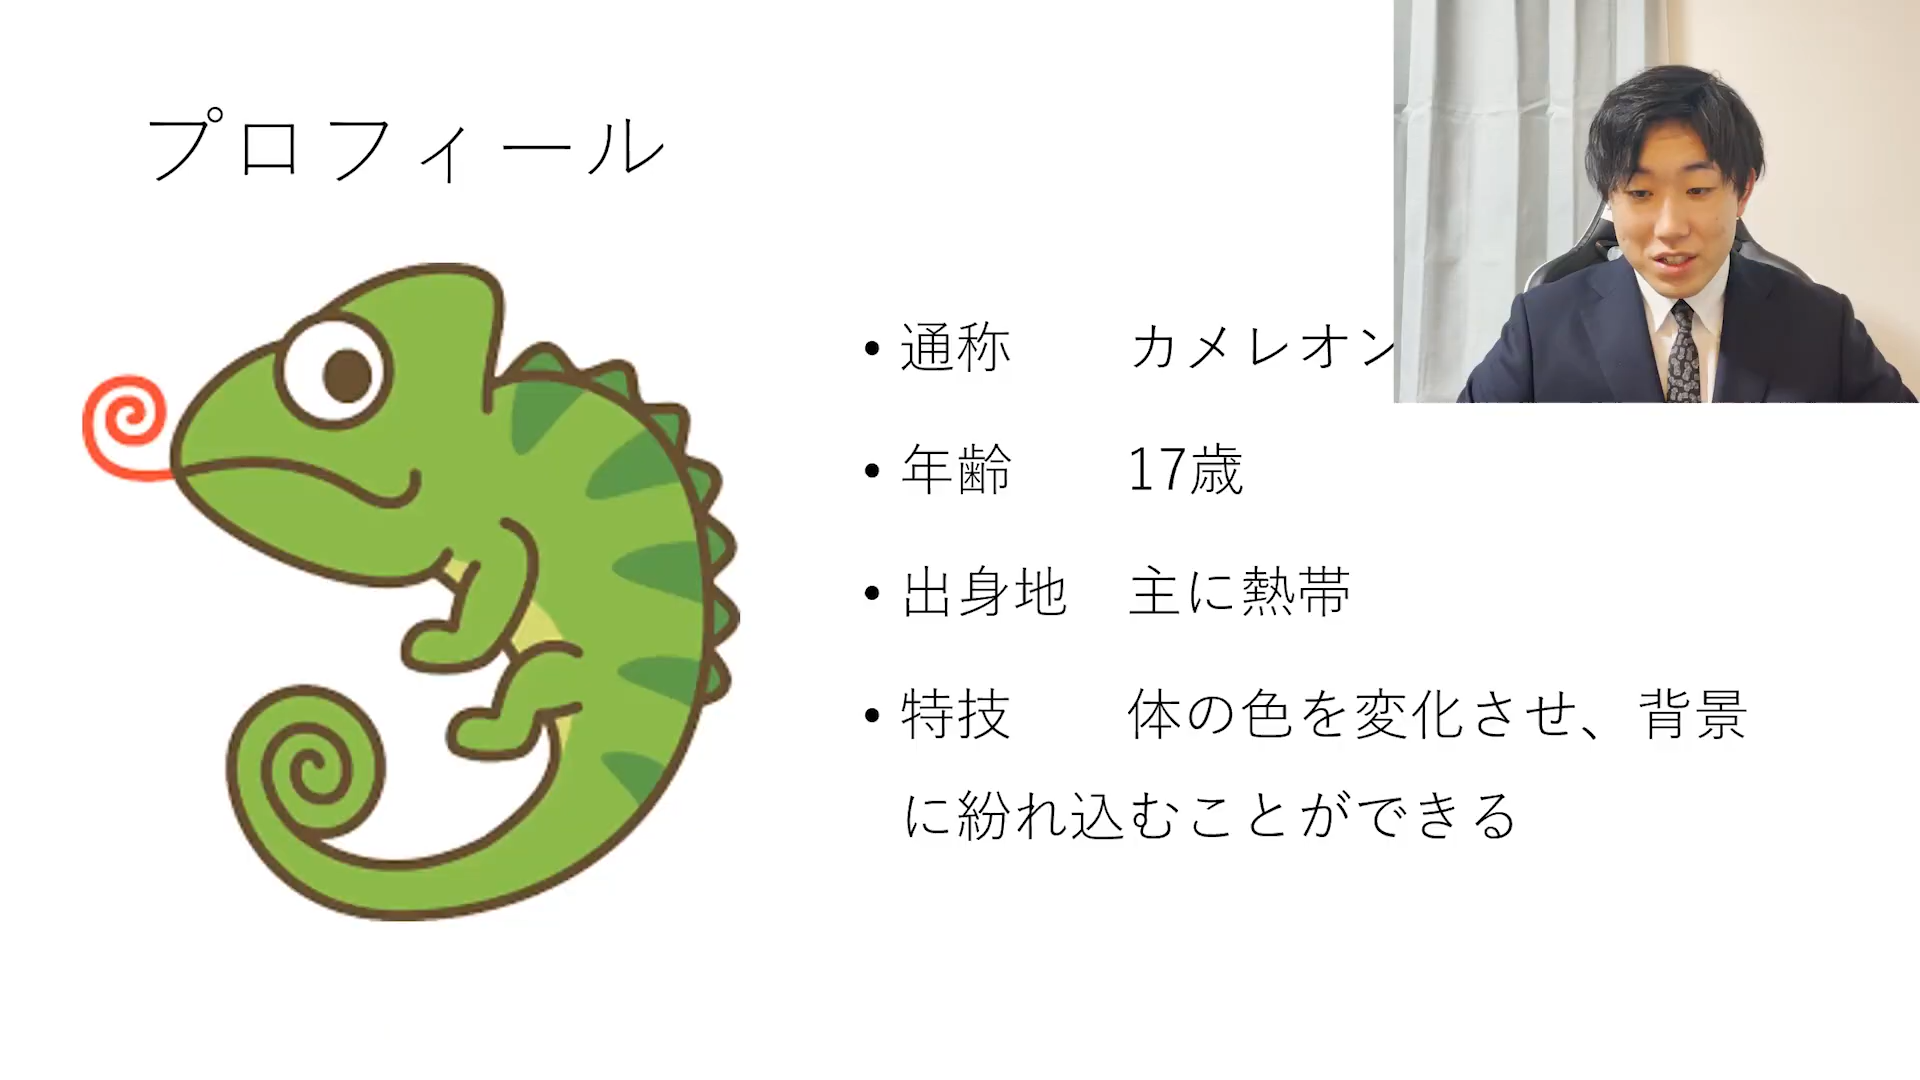 プロフィール
• 通称　　カメレオン
• 年齢　　17歳
• 出身地　主に熱帯
• 特技　　体の色を変化させ、背景
に紛れ込むことができる